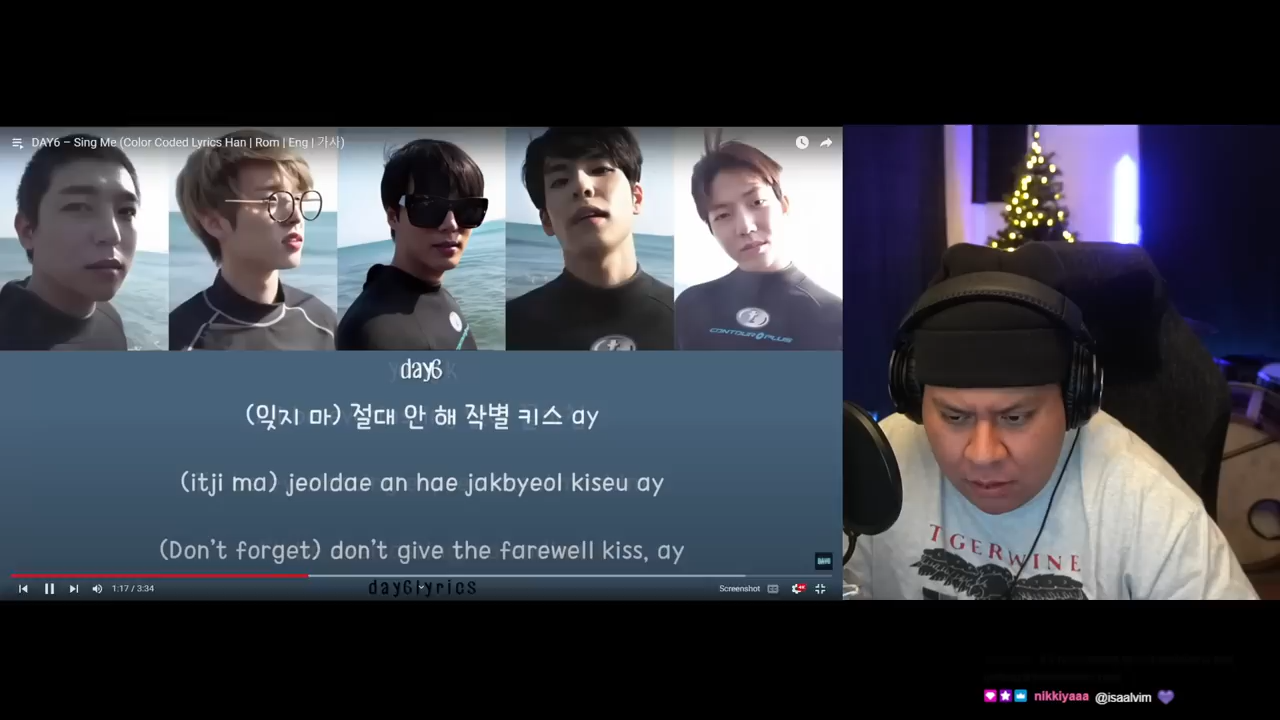 DAY6 – Sing Me (Color Coded Lyrics Han | Rom | Eng | 가사)
CONTOUR PLUS
day6
(잊지 마) 절대 안 해 작별 키스 ay
(itji ma) jeoldae an hae jakbyeol kiseu ay
(Don't forget) don't give the farewell kiss, ay
day6lyrics
1:17 / 3:34
Screenshot
TIGERWINE
nikkiyaaa @isaalvim